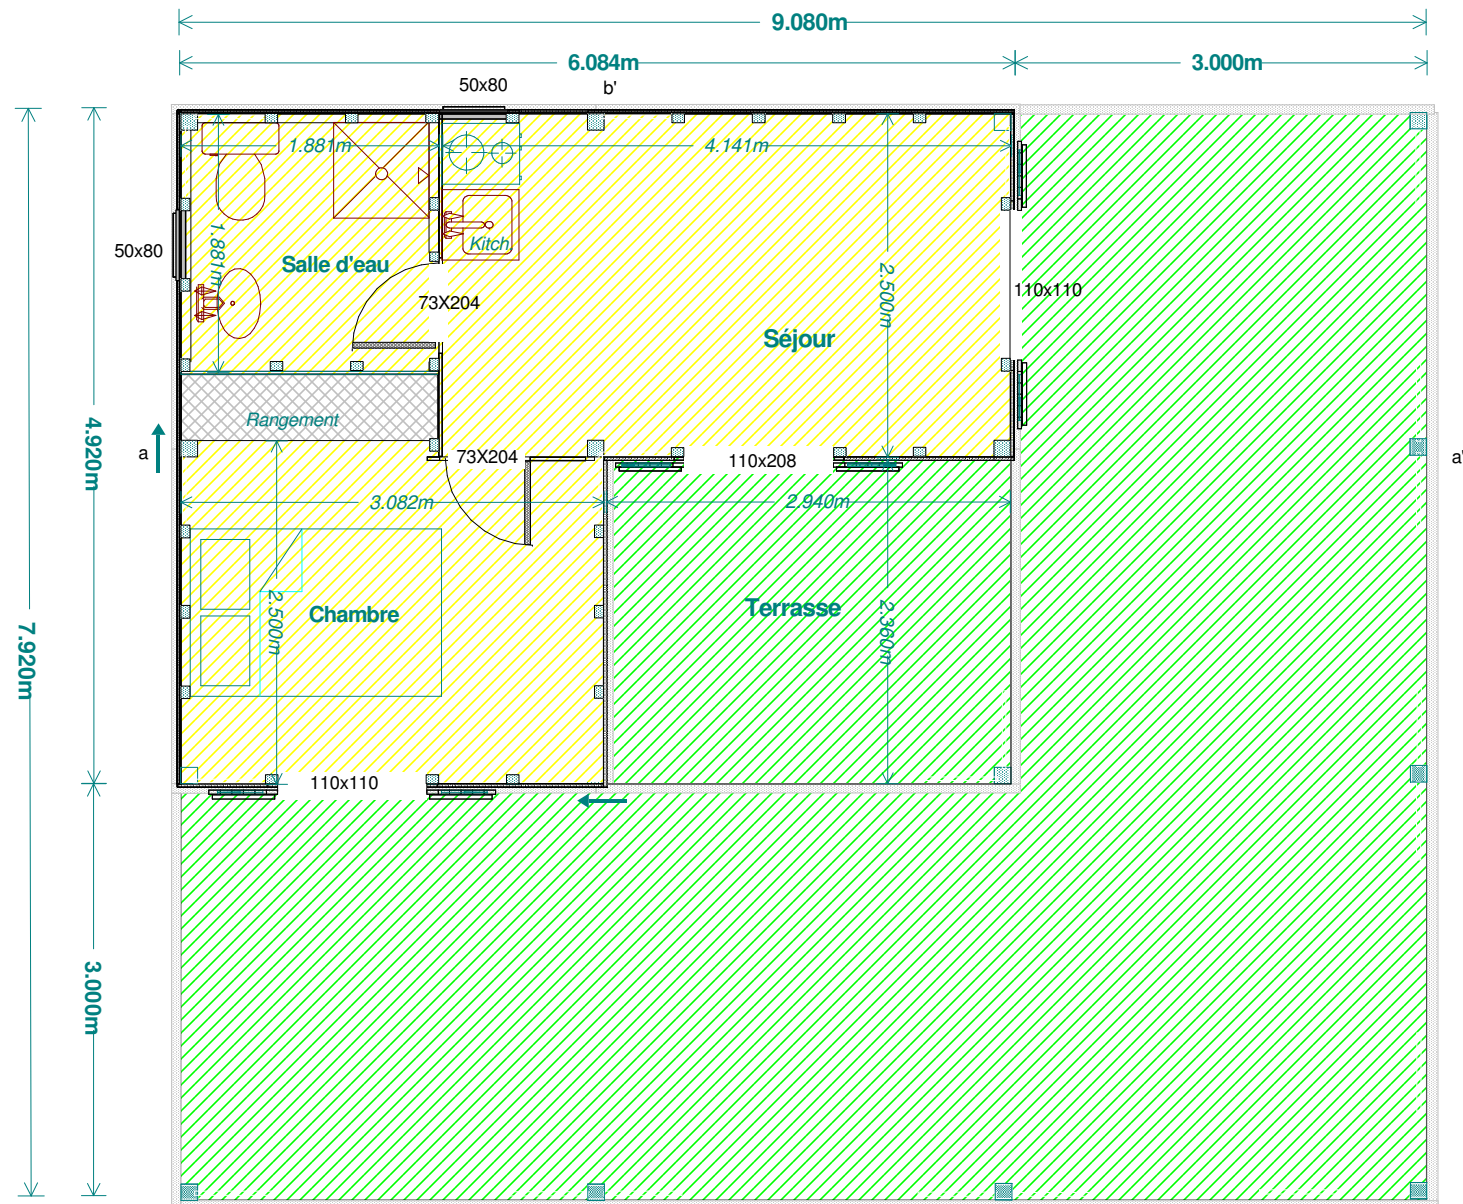 9.080m
6.084m
3.000m
50x80
b'
1.881m
4.141m
1.881m
50x80
Kitch.
Salle d'eau
73X204
2.500m
110x110
Séjour
Rangement
4.920m
a
73X204
110x208
a'
3.082m
2.940m
2.500m
Chambre
Terrasse
2.360m
7.920m
110x110
3.000m